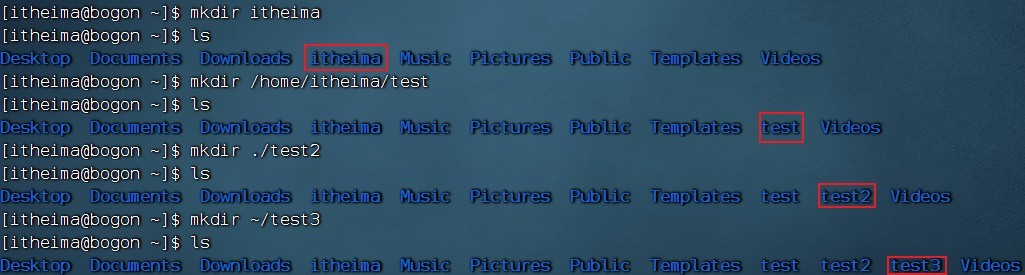 [itheima@bogon ~]$ mkdir itheima
[itheima@bogon ~]$ ls
Desktop  Documents  Downloads  itheima  Music  Pictures  Public  Templates  Videos
[itheima@bogon ~]$ mkdir /home/itheima/test
[itheima@bogon ~]$ ls
Desktop  Documents  Downloads  itheima  Music  Pictures  Public  Templates  test  Videos
[itheima@bogon ~]$ mkdir ./test2
[itheima@bogon ~]$ ls
Desktop  Documents  Downloads  itheima  Music  Pictures  Public  Templates  test  test2  Videos
[itheima@bogon ~]$ mkdir ~/test3
[itheima@bogon ~]$ ls
Desktop  Documents  Downloads  itheima  Music  Pictures  Public  Templates  test  test2  test3  Videos